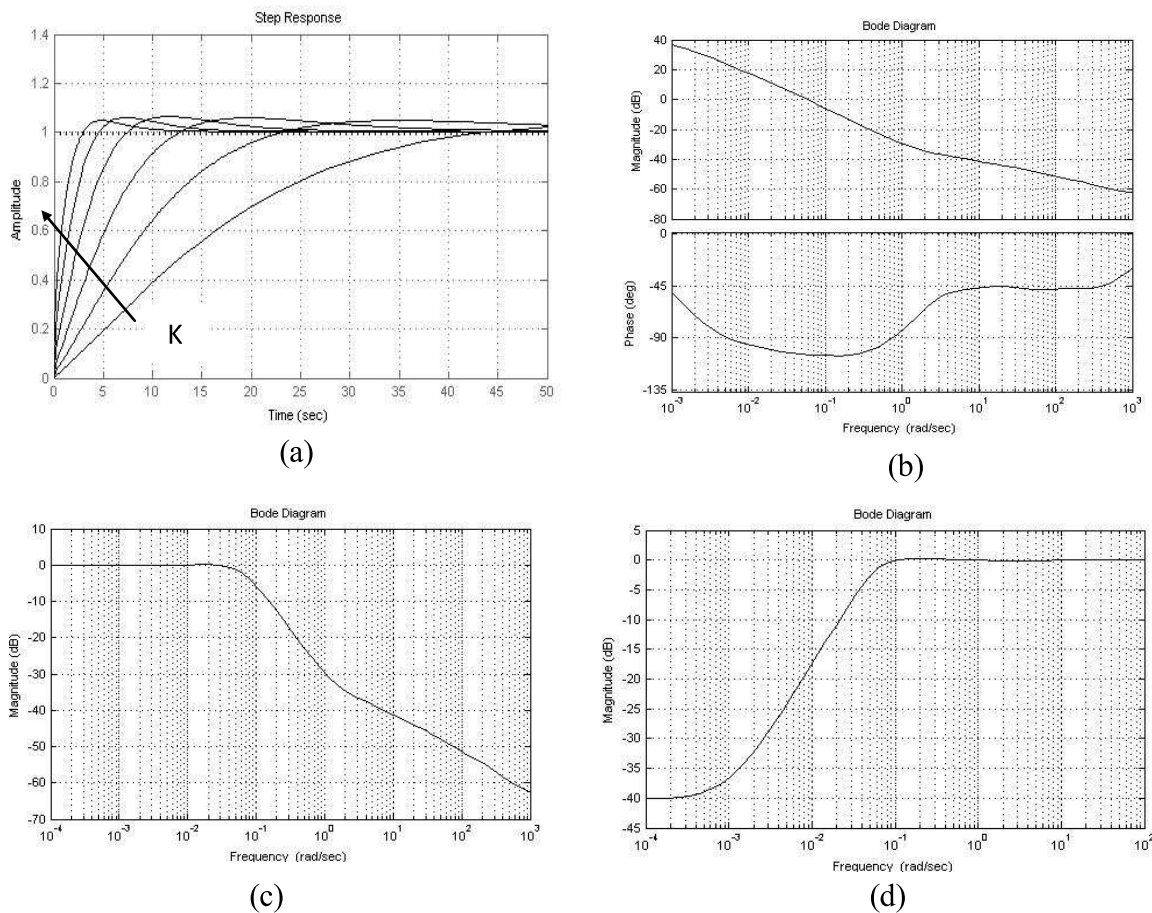 Step Response
1.4
1.2
1
0.8
0.6
0.4
0.2
0
Amplitude
K
0 5 10 15 20 25 30 35 40 45 50
Time (sec)
(a)
Bode Diagram
40
20
0
-20
-40
-60
-80
Magnitude (dB)
0
-45
-90
-135
Phase (deg)
10^-3 10^-2 10^-1 10^0 10^1 10^2 10^3
Frequency (rad/sec)
(b)
Bode Diagram
10
0
-10
-20
-30
-40
-50
-60
-70
Magnitude (dB)
10^-4 10^-3 10^-2 10^-1 10^0 10^1 10^2 10^3
Frequency (rad/sec)
(c)
Bode Diagram
5
0
-5
-10
-15
-20
-25
-30
-35
-40
-45
Magnitude (dB)
10^-4 10^-3 10^-2 10^-1 10^0 10^1 10^2
Frequency (rad/sec)
(d)